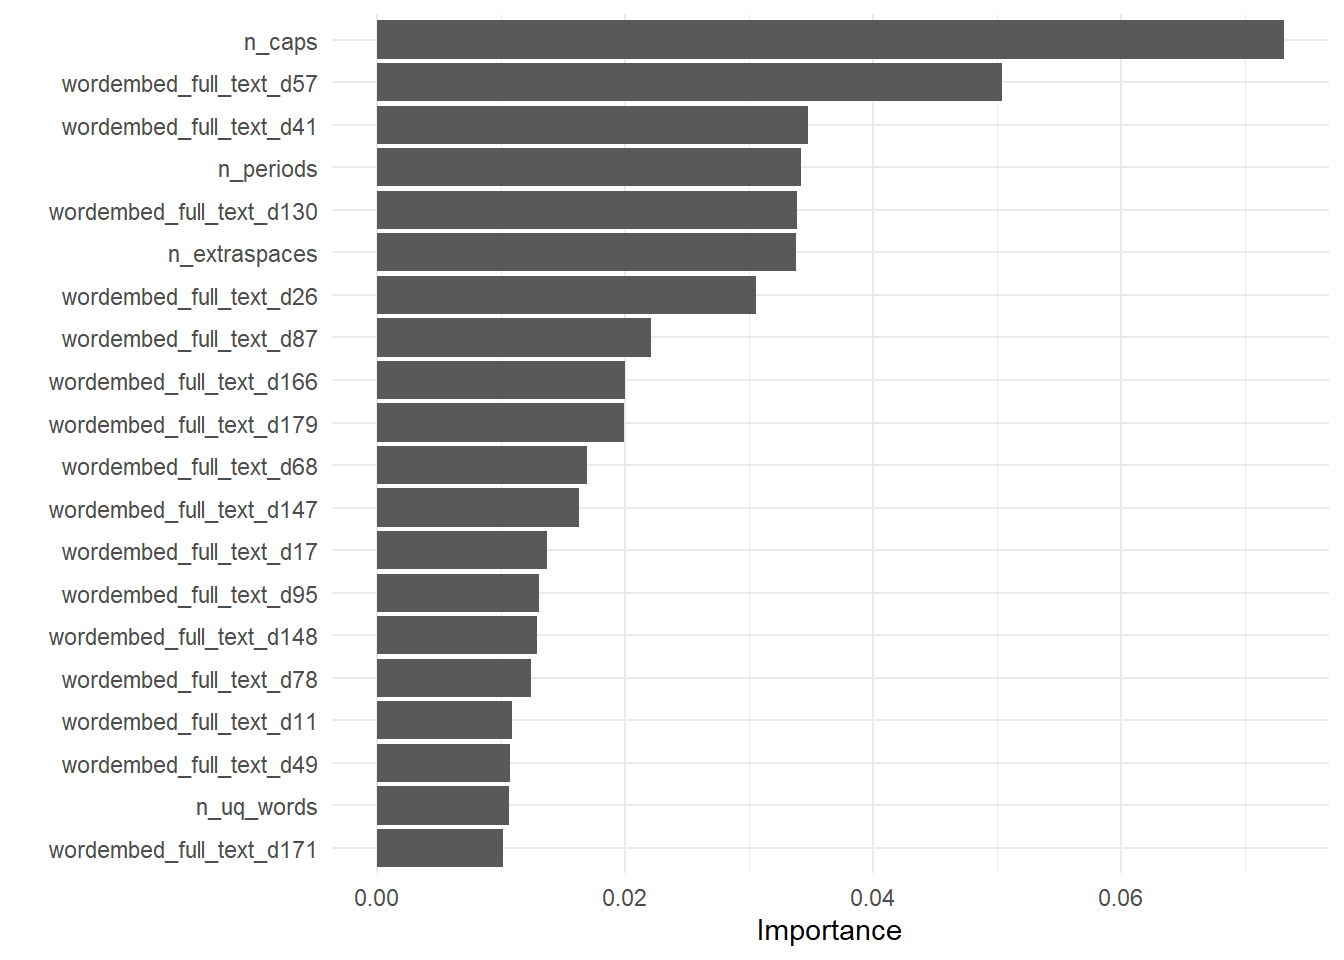 n_caps
wordembed_full_text_d57
wordembed_full_text_d41
n_periods
wordembed_full_text_d130
n_extraspaces
wordembed_full_text_d26
wordembed_full_text_d87
wordembed_full_text_d166
wordembed_full_text_d179
wordembed_full_text_d68
wordembed_full_text_d147
wordembed_full_text_d17
wordembed_full_text_d95
wordembed_full_text_d148
wordembed_full_text_d78
wordembed_full_text_d11
wordembed_full_text_d49
n_uq_words
wordembed_full_text_d171
0.00 0.02 0.04 0.06
Importance